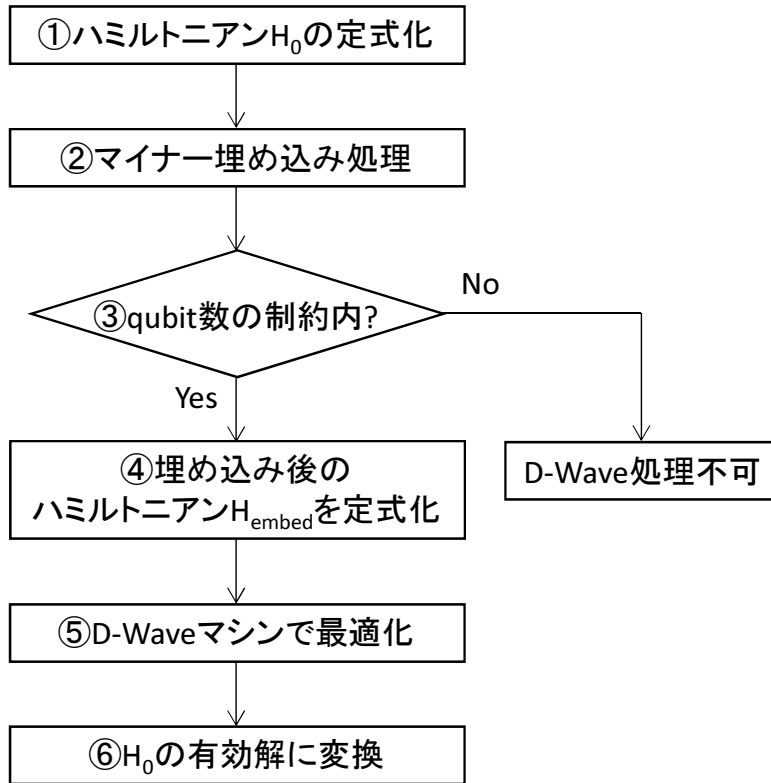 ①ハミルトニアンH₀の定式化
②マイナー埋め込み処理
③qubit数の制約内?
No
Yes
④埋め込み後の
ハミルトニアンHembedを定式化
D-Wave処理不可
⑤D-Waveマシンで最適化
⑥H₀の有効解に変換